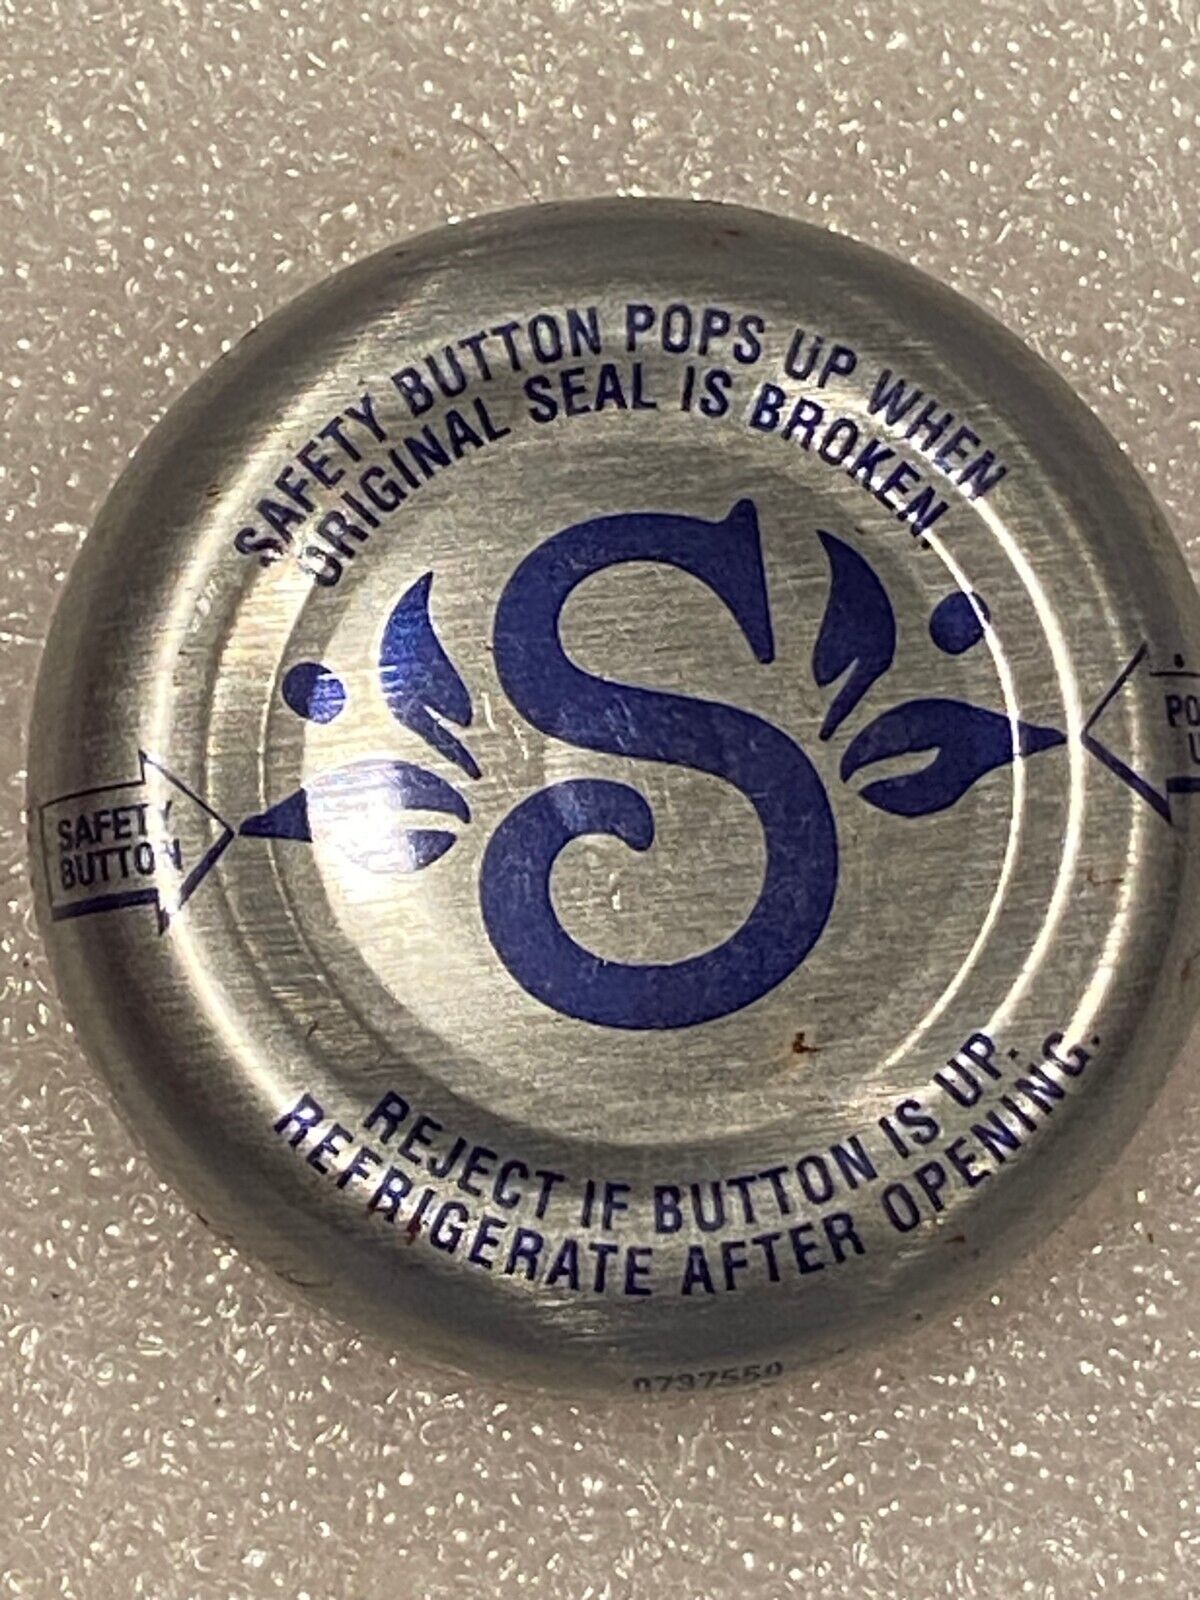 SAFETY BUTTON POPS UP WHEN
ORIGINAL SEAL IS BROKEN.
S
SAFETY
BUTTON
REJECT IF BUTTON IS UP.
REFRIGERATE AFTER OPENING.
0737550